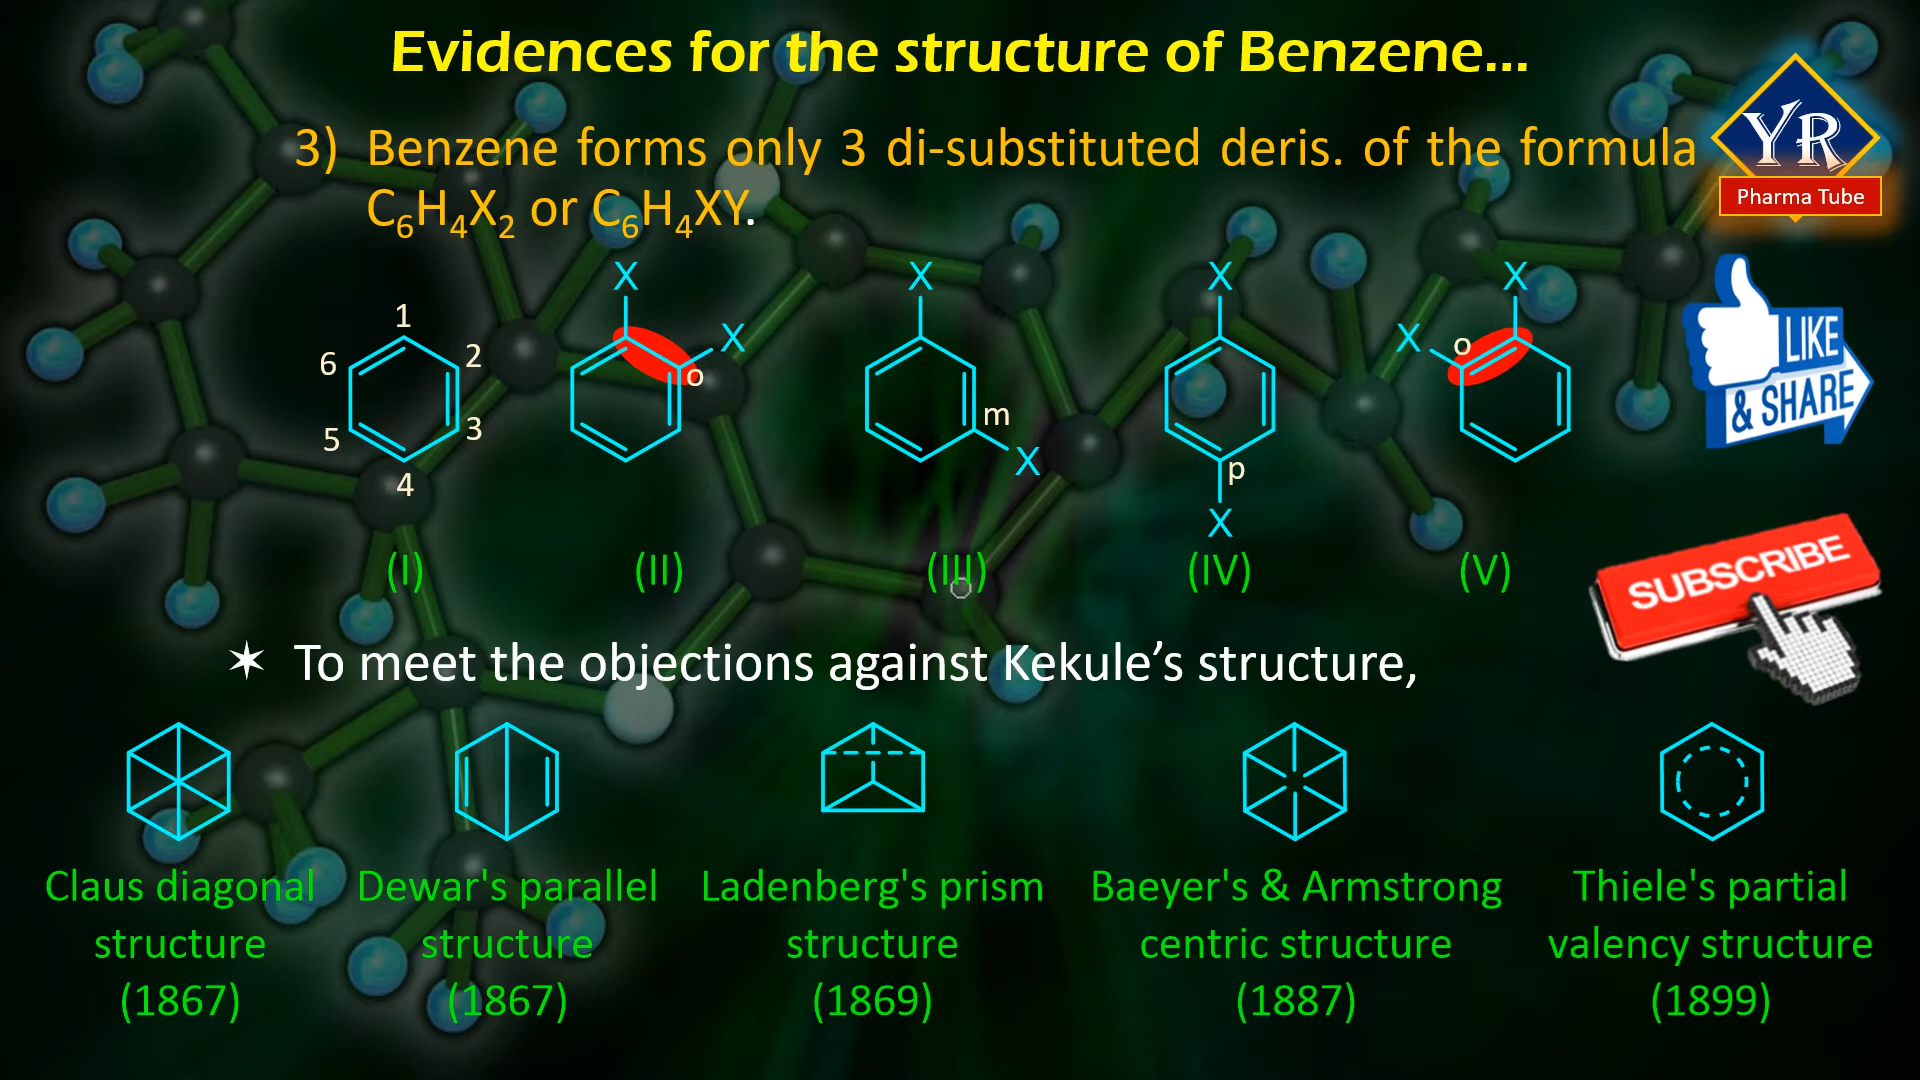 Evidences for the structure of Benzene...
YR
Pharma Tube
3) Benzene forms only 3 di-substituted deris. of the formula
C₆H₄X₂ or C₆H₄XY.
1
2
3
4
5
6
(I)
X
X
o
(II)
X
m
X
(III)
X
p
X
(IV)
X
X
o
(V)
LIKE
& SHARE
SUBSCRIBE
✶ To meet the objections against Kekule’s structure,
Claus diagonal
structure
(1867)
Dewar's parallel
structure
(1867)
Ladenberg's prism
structure
(1869)
Baeyer's & Armstrong
centric structure
(1887)
Thiele's partial
valency structure
(1899)